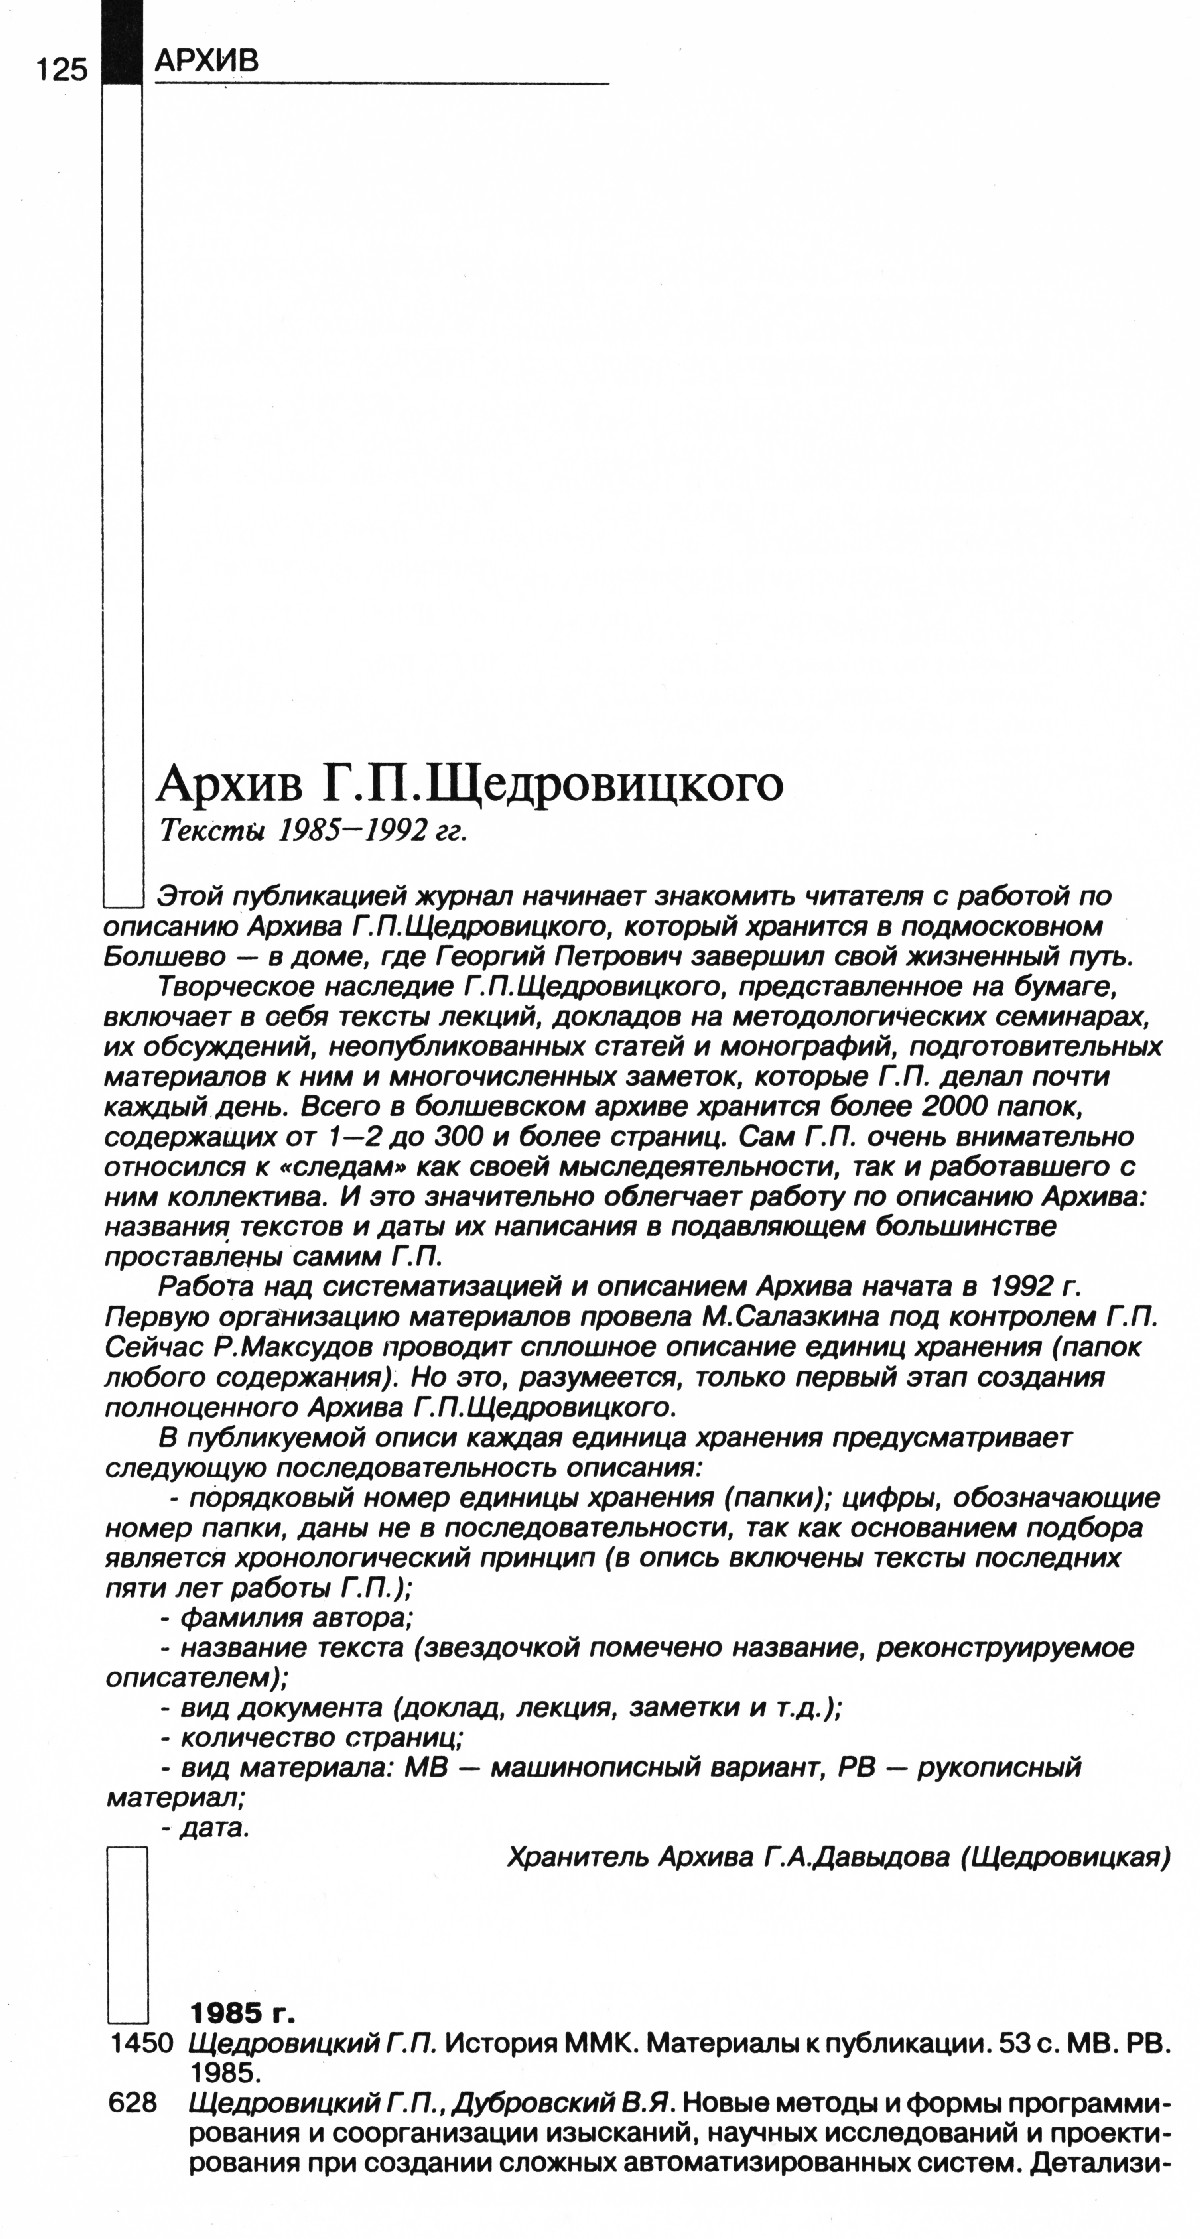 125
АРХИВ
Архив Г.П.Щедровицкого
Тексты 1985—1992 гг.
Этой публикацией журнал начинает знакомить читателя с работой по
описанию Архива Г.П.Щедровицкого, который хранится в подмосковном
Болшево — в доме, где Георгий Петрович завершил свой жизненный путь.
Творческое наследие Г.П.Щедровицкого, представленное на бумаге,
включает в себя тексты лекций, докладов на методологических семинарах,
их обсуждений, неопубликованных статей и монографий, подготовительных
материалов к ним и многочисленных заметок, которые Г.П. делал почти
каждый день. Всего в болшевском архиве хранится более 2000 папок,
содержащих от 1—2 до 300 и более страниц. Сам Г.П. очень внимательно
относился к «следам» как своей мыследеятельности, так и работавшего с
ним коллектива. И это значительно облегчает работу по описанию Архива:
названия текстов и даты их написания в подавляющем большинстве
проставлены самим Г.П.
Работа над систематизацией и описанием Архива начата в 1992 г.
Первую организацию материалов провела М.Салазкина под контролем Г.П.
Сейчас Р.Максудов проводит сплошное описание единиц хранения (папок
любого содержания). Но это, разумеется, только первый этап создания
полноценного Архива Г.П.Щедровицкого.
В публикуемой описи каждая единица хранения предусматривает
следующую последовательность описания:
- порядковый номер единицы хранения (папки); цифры, обозначающие
номер папки, даны не в последовательности, так как основанием подбора
является хронологический принцип (в опись включены тексты последних
пяти лет работы Г.П.);
- фамилия автора;
- название текста (звездочкой помечено название, реконструируемое
описателем);
- вид документа (доклад, лекция, заметки и т.д.);
- количество страниц;
- вид материала: МВ — машинописный вариант, РВ — рукописный
материал;
- дата.
Хранитель Архива Г.А.Давыдова (Щедровицкая)
1985 г.
1450 Щедровицкий Г.П. История ММК. Материалы к публикации. 53 с. МВ. РВ.
1985.
628 Щедровицкий Г.П., Дубровский В.Я. Новые методы и формы программи-
рования и соорганизации изысканий, научных исследований и проекти-
рования при создании сложных автоматизированных систем. Детализи-